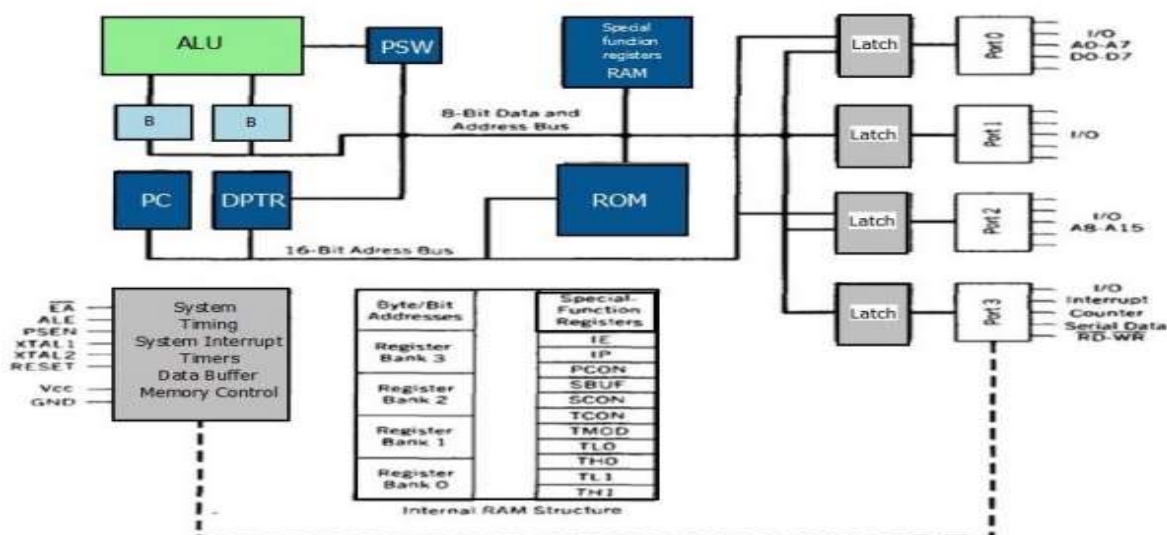 ALU
PSW
Special
function
registers
RAM
Latch
Port 0
I/O
A0-A7
D0-D7
B
B
8-Bit Data and
Address Bus
Latch
Port 1
I/O
PC
DPTR
ROM
Latch
Port 2
I/O
A8-A15
16-Bit Adress Bus
EA
ALE
PSEN
XTAL1
XTAL2
RESET
Vcc
GND
System
Timing
System Interrupt
Timers
Data Buffer
Memory Control
Byte/Bit
Addresses
Register
Bank 3
Register
Bank 2
Register
Bank 1
Register
Bank 0
Special-
Function
Registers
IE
IP
PCON
SBUF
SCON
TCON
TMOD
TL0
TH0
TL1
TH1
Internal RAM Structure
Latch
Port 3
I/O
Interrupt
Counter
Serial Data
RD-WR